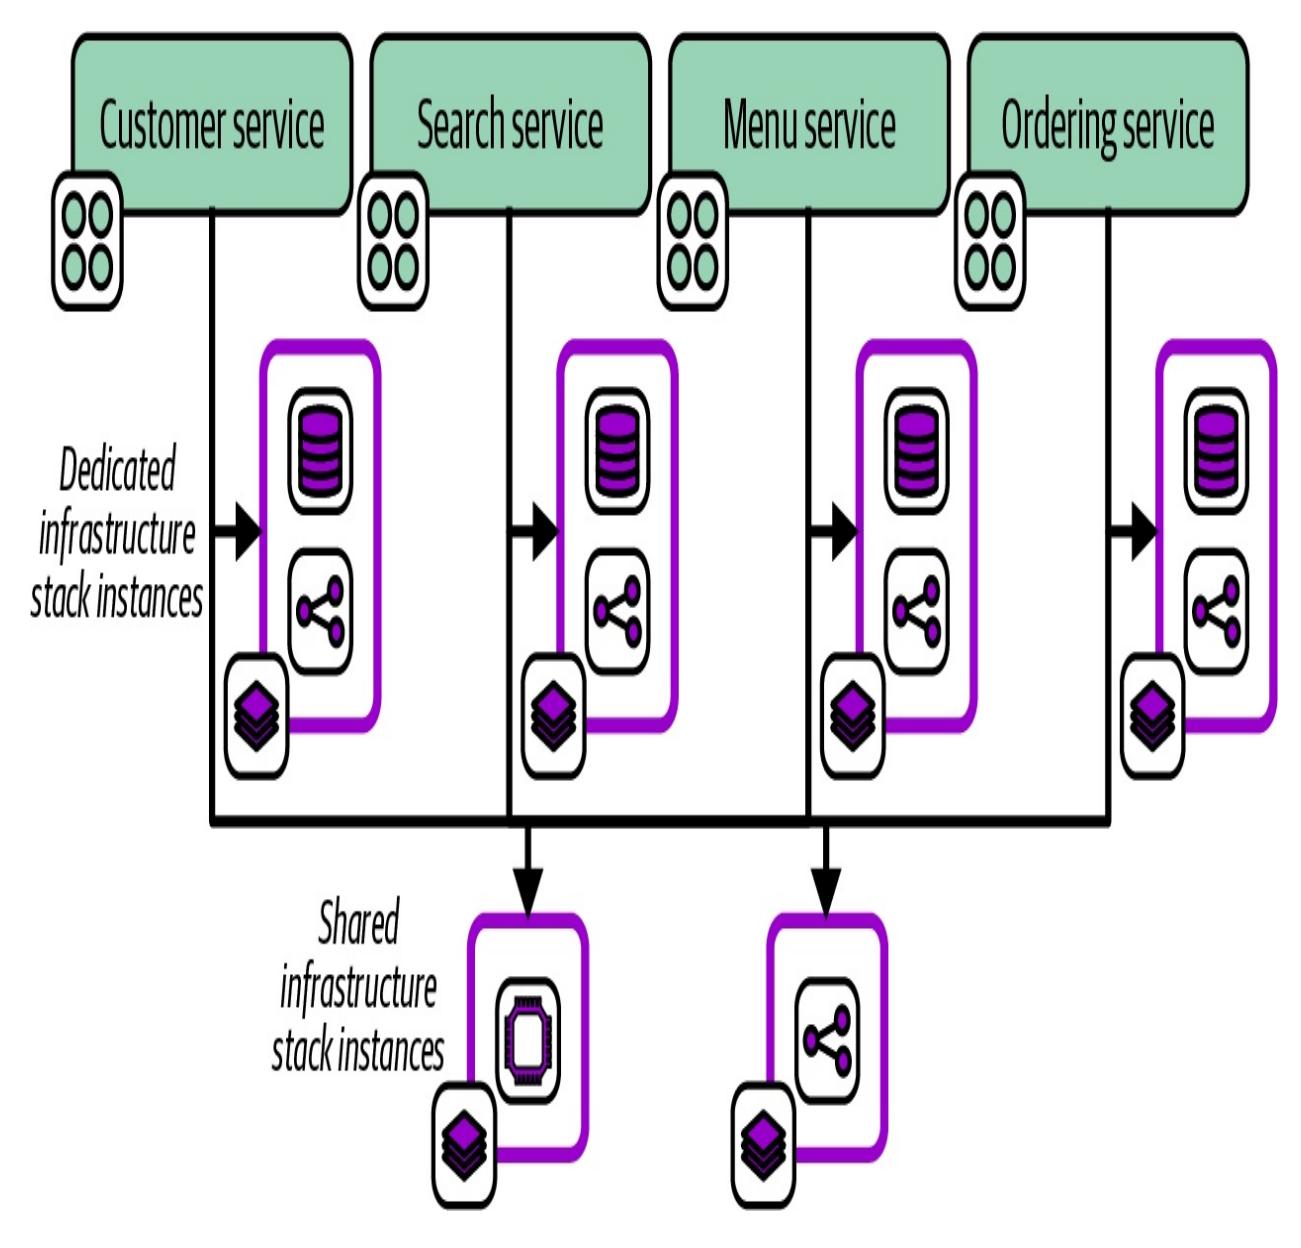 Customer service
Search service
Menu service
Ordering service
Dedicated
infrastructure
stack instances
Shared
infrastructure
stack instances